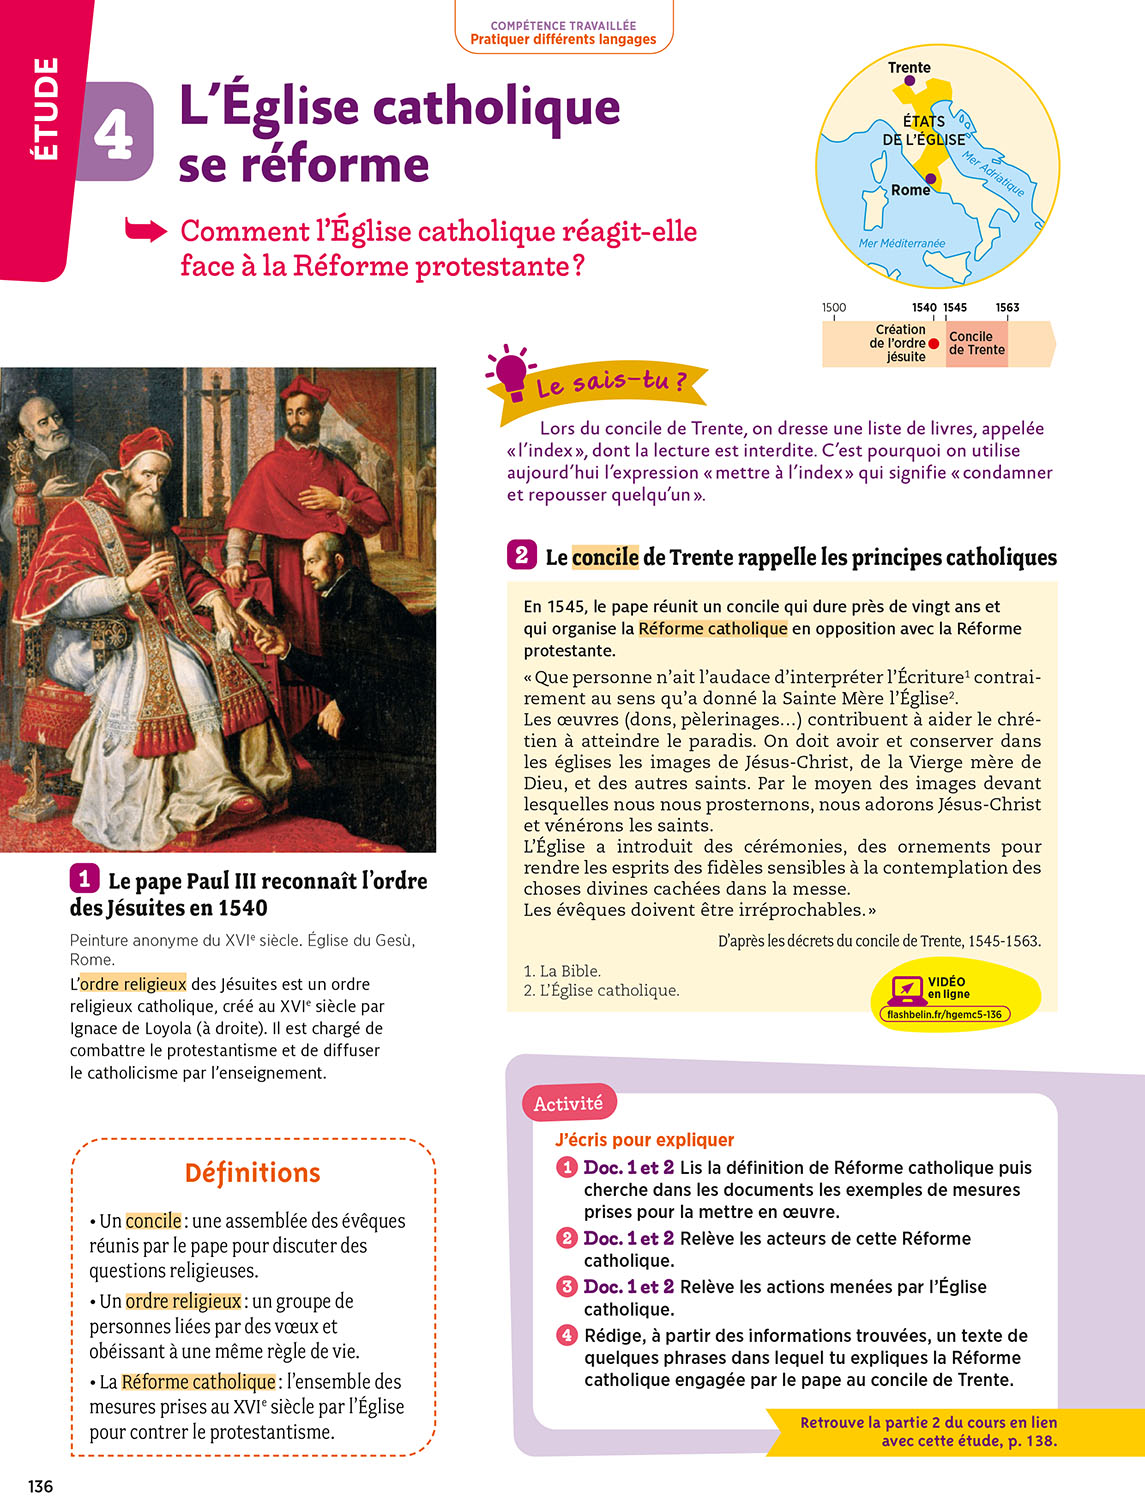 COMPÉTENCE TRAVAILLÉE
Pratiquer différents langages
ÉTUDE
4
L'Église catholique
se réforme
Comment l'Église catholique réagit-elle
face à la Réforme protestante ?
Trente
ÉTATS
DE L'ÉGLISE
Mer Adriatique
Rome
Mer Méditerranée
1500 1540 1545 1563
Création
de l'ordre
jésuite
Concile
de Trente
Le sais-tu ?
Lors du concile de Trente, on dresse une liste de livres, appelée
« l'index », dont la lecture est interdite. C'est pourquoi on utilise
aujourd'hui l'expression « mettre à l'index » qui signifie « condamner
et repousser quelqu'un ».
1 Le pape Paul III reconnaît l'ordre
des Jésuites en 1540
Peinture anonyme du XVIe siècle. Église du Gesù,
Rome.
L'ordre religieux des Jésuites est un ordre
religieux catholique, créé au XVIe siècle par
Ignace de Loyola (à droite). Il est chargé de
combattre le protestantisme et de diffuser
le catholicisme par l'enseignement.
2 Le concile de Trente rappelle les principes catholiques
En 1545, le pape réunit un concile qui dure près de vingt ans et
qui organise la Réforme catholique en opposition avec la Réforme
protestante.
« Que personne n'ait l'audace d'interpréter l'Écriture¹ contrai-
rement au sens qu'a donné la Sainte Mère l'Église².
Les œuvres (dons, pèlerinages…) contribuent à aider le chré-
tien à atteindre le paradis. On doit avoir et conserver dans
les églises les images de Jésus-Christ, de la Vierge mère de
Dieu, et des autres saints. Par le moyen des images devant
lesquelles nous nous prosternons, nous adorons Jésus-Christ
et vénérons les saints.
L'Église a introduit des cérémonies, des ornements pour
rendre les esprits des fidèles sensibles à la contemplation des
choses divines cachées dans la messe.
Les évêques doivent être irréprochables. »
D'après les décrets du concile de Trente, 1545-1563.
1. La Bible.
2. L'Église catholique.
VIDÉO
en ligne
flashbelin.fr/hgemc5-136
Définitions
• Un concile : une assemblée des évêques
réunis par le pape pour discuter des
questions religieuses.
• Un ordre religieux : un groupe de
personnes liées par des vœux et
obéissant à une même règle de vie.
• La Réforme catholique : l'ensemble des
mesures prises au XVIe siècle par l'Église
pour contrer le protestantisme.
Activité
J'écris pour expliquer
1 Doc. 1 et 2 Lis la définition de Réforme catholique puis
cherche dans les documents les exemples de mesures
prises pour la mettre en œuvre.
2 Doc. 1 et 2 Relève les acteurs de cette Réforme
catholique.
3 Doc. 1 et 2 Relève les actions menées par l'Église
catholique.
4 Rédige, à partir des informations trouvées, un texte de
quelques phrases dans lequel tu expliques la Réforme
catholique engagée par le pape au concile de Trente.
Retrouve la partie 2 du cours en lien
avec cette étude, p. 138.
136